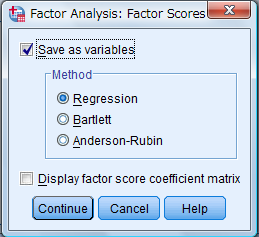 Factor Analysis: Factor Scores
Save as variables
Method
Regression
Bartlett
Anderson-Rubin
Display factor score coefficient matrix
Continue Cancel Help